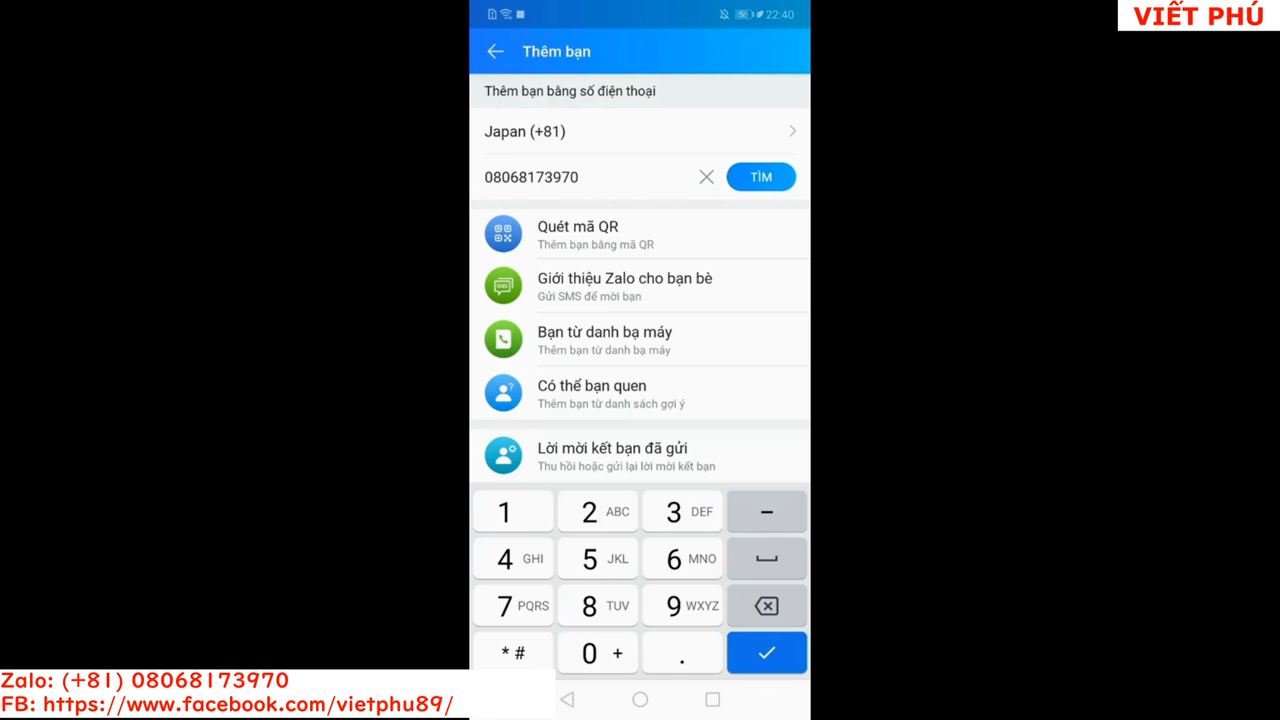 22:40
VIẾT PHÚ
Thêm bạn
Thêm bạn bằng số điện thoại
Japan (+81)
08068173970
TÌM
Quét mã QR
Thêm bạn bằng mã QR
Giới thiệu Zalo cho bạn bè
SMS
Gửi SMS để mời bạn
Bạn từ danh bạ máy
Thêm bạn từ danh bạ máy
Có thể bạn quen
Thêm bạn từ danh sách gợi ý
Lời mời kết bạn đã gửi
Thu hồi hoặc gửi lại lời mời kết bạn
1 2 ABC 3 DEF –
4 GHI 5 JKL 6 MNO
7 PQRS 8 TUV 9 WXYZ
* # 0 + .
Zalo: (+81) 08068173970
FB: https://www.facebook.com/vietphu89/